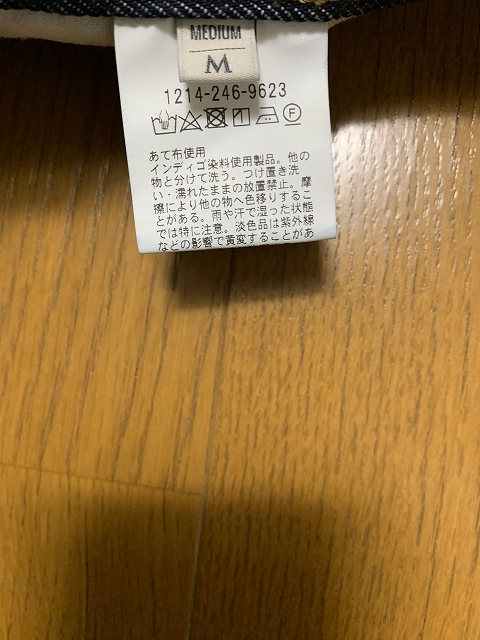 MEDIUM
M
1214-246-9623
F
あて布使用
インディゴ染料使用製品。他の
物と分けて洗う。つけ置き洗
い・濡れたままの放置禁止。摩
擦により他の物へ色移りするこ
とがある。雨や汗で湿った状態
では特に注意。淡色品は紫外線
などの影響で黄変することがあ